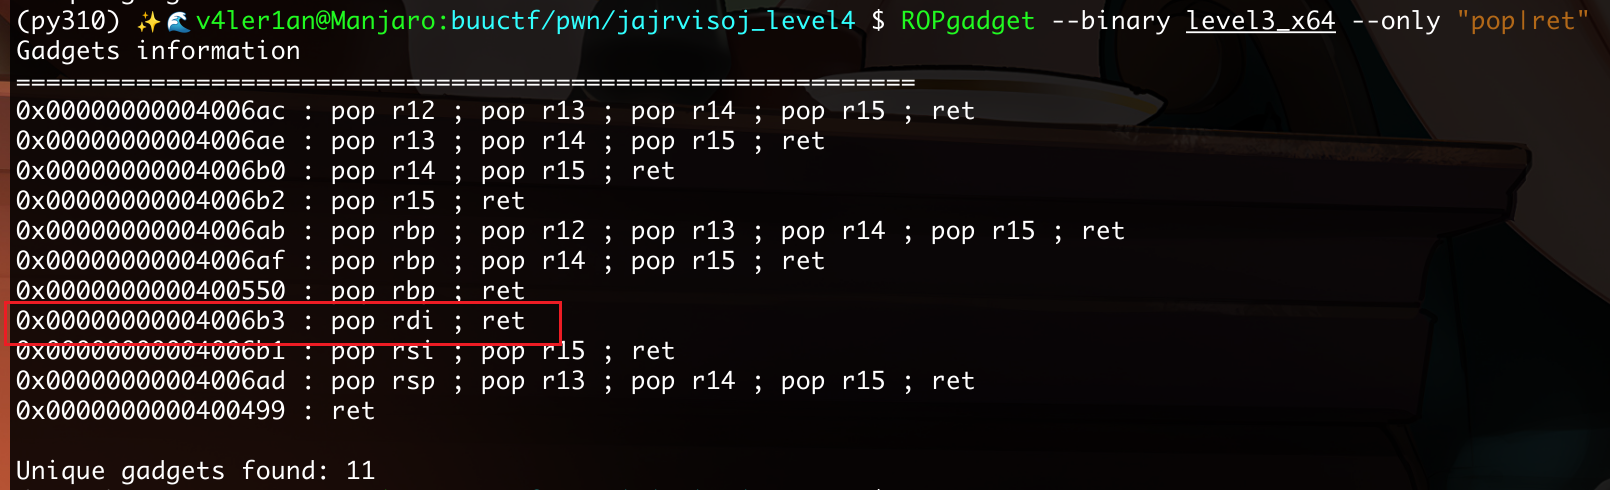 (py310) ✨🌊v4ler1an@Manjaro:buuctf/pwn/jajrvisoj_level4 $ ROPgadget --binary level3_x64 --only "pop|ret"
Gadgets information
============================================================
0x00000000004006ac : pop r12 ; pop r13 ; pop r14 ; pop r15 ; ret
0x00000000004006ae : pop r13 ; pop r14 ; pop r15 ; ret
0x00000000004006b0 : pop r14 ; pop r15 ; ret
0x00000000004006b2 : pop r15 ; ret
0x00000000004006ab : pop rbp ; pop r12 ; pop r13 ; pop r14 ; pop r15 ; ret
0x00000000004006af : pop rbp ; pop r14 ; pop r15 ; ret
0x0000000000400550 : pop rbp ; ret
0x00000000004006b3 : pop rdi ; ret
0x00000000004006b1 : pop rsi ; pop r15 ; ret
0x00000000004006ad : pop rsp ; pop r13 ; pop r14 ; pop r15 ; ret
0x0000000000400499 : ret
Unique gadgets found: 11